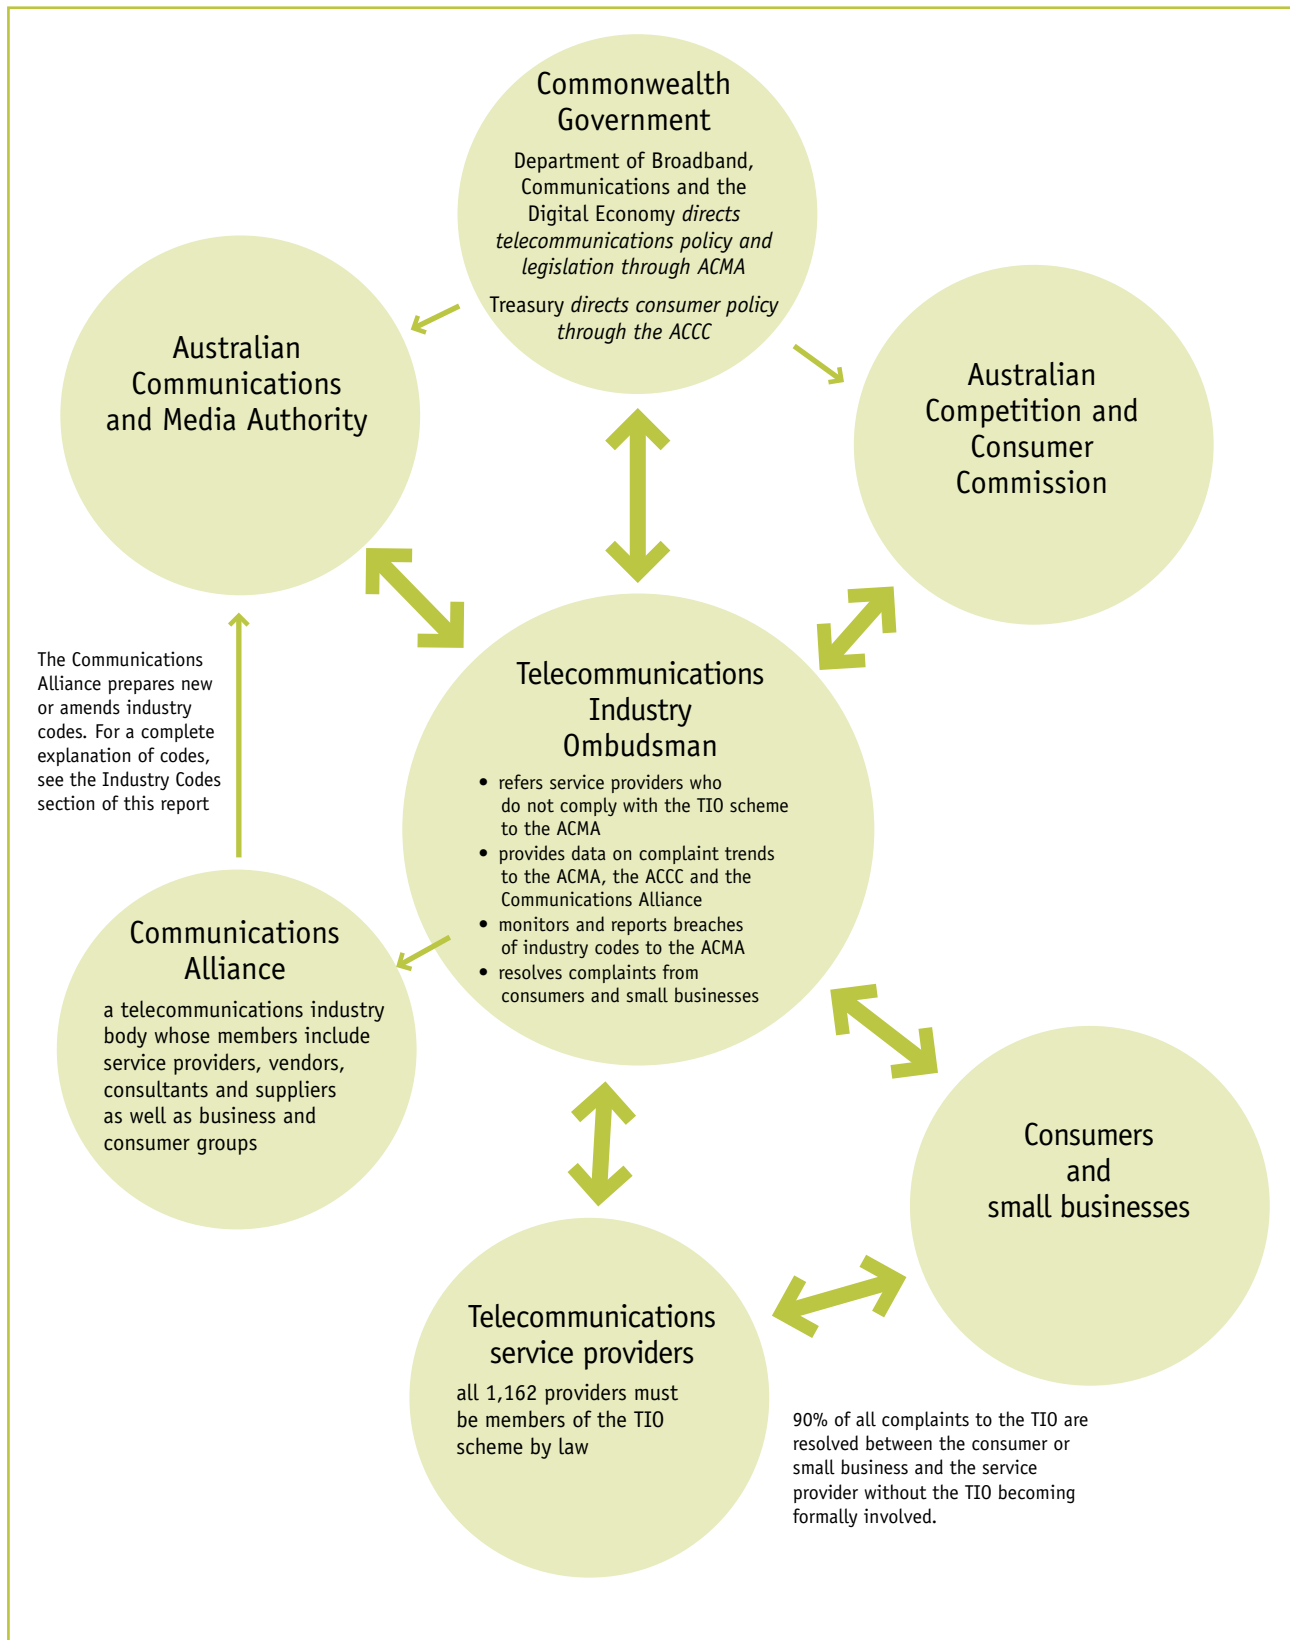 Commonwealth
Government
Department of Broadband,
Communications and the
Digital Economy directs
telecommunications policy and
legislation through ACMA
Treasury directs consumer policy
through the ACCC
Australian
Communications
and Media Authority
Australian
Competition and
Consumer
Commission
The Communications
Alliance prepares new
or amends industry
codes. For a complete
explanation of codes,
see the Industry Codes
section of this report
Telecommunications
Industry
Ombudsman
• refers service providers who
do not comply with the TIO scheme
to the ACMA
• provides data on complaint trends
to the ACMA, the ACCC and the
Communications Alliance
• monitors and reports breaches
of industry codes to the ACMA
• resolves complaints from
consumers and small businesses
Communications
Alliance
a telecommunications industry
body whose members include
service providers, vendors,
consultants and suppliers
as well as business and
consumer groups
Consumers
and
small businesses
Telecommunications
service providers
all 1,162 providers must
be members of the TIO
scheme by law
90% of all complaints to the TIO are
resolved between the consumer or
small business and the service
provider without the TIO becoming
formally involved.